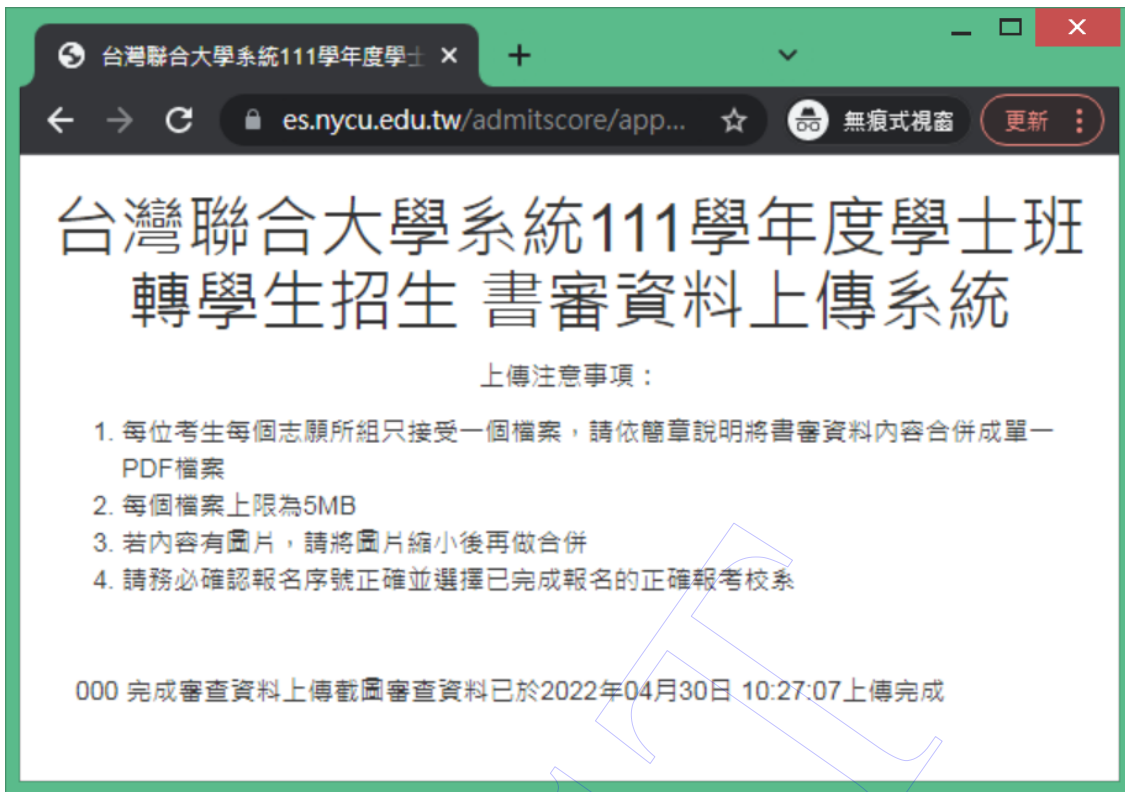 台灣聯合大學系統111學年度學士
es.nycu.edu.tw/admitscore/app...
無痕式視窗
更新
台灣聯合大學系統111學年度學士班
轉學生招生 書審資料上傳系統
上傳注意事項：
1. 每位考生每個志願所組只接受一個檔案，請依簡章說明將書審資料內容合併成單一
PDF檔案
2. 每個檔案上限為5MB
3. 若內容有圖片，請將圖片縮小後再做合併
4. 請務必確認報名序號正確並選擇已完成報名的正確報考校系
000 完成審查資料上傳截圖審查資料已於2022年04月30日 10:27:07上傳完成